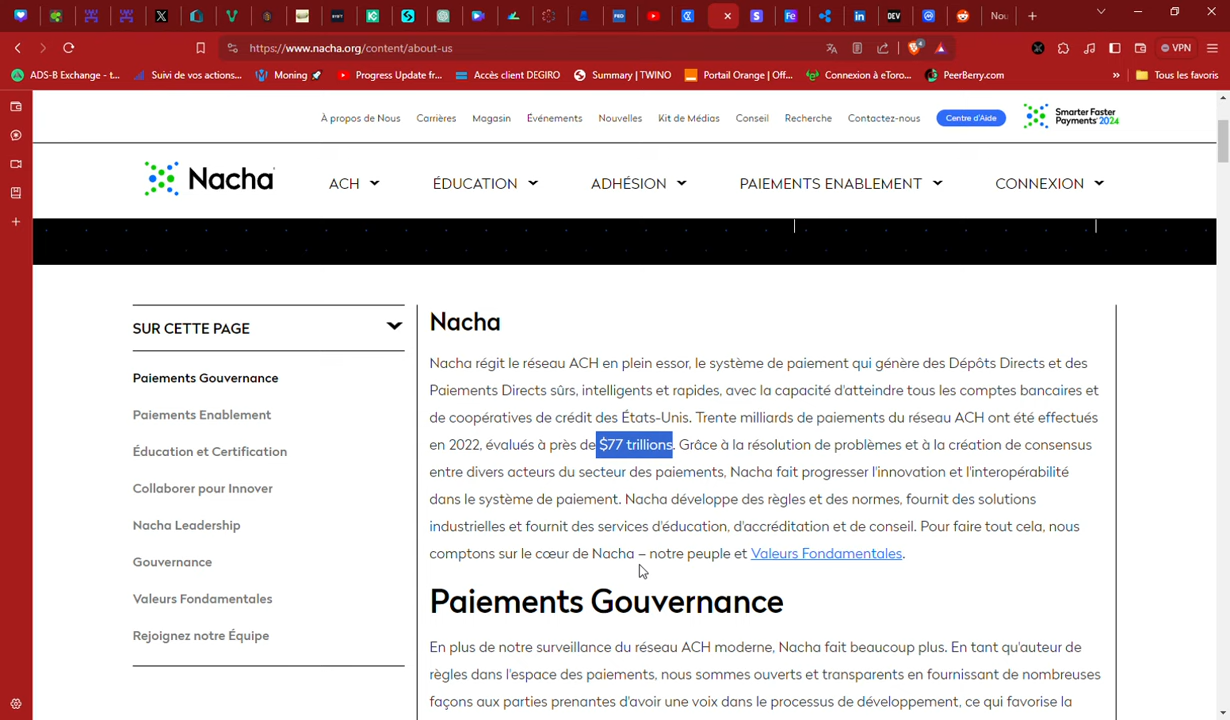 Nou
https://www.nacha.org/content/about-us
VPN
ADS-B Exchange - t...
Suivi de vos actions...
Moning
Progress Update fr...
Accès client DEGIRO
Summary | TWINO
Portail Orange | Off...
Connexion à eToro...
PeerBerry.com
»
Tous les favoris
À propos de Nous
Carrières
Magasin
Événements
Nouvelles
Kit de Médias
Conseil
Recherche
Contactez-nous
Centre d'Aide
Smarter Faster
Payments 2024
Nacha
ACH
ÉDUCATION
ADHÉSION
PAIEMENTS ENABLEMENT
CONNEXION
SUR CETTE PAGE
Paiements Gouvernance
Paiements Enablement
Éducation et Certification
Collaborer pour Innover
Nacha Leadership
Gouvernance
Valeurs Fondamentales
Rejoignez notre Équipe
Nacha
Nacha régit le réseau ACH en plein essor, le système de paiement qui génère des Dépôts Directs et des
Paiements Directs sûrs, intelligents et rapides, avec la capacité d'atteindre tous les comptes bancaires et
de coopératives de crédit des États-Unis. Trente milliards de paiements du réseau ACH ont été effectués
en 2022, évalués à près de $77 trillions. Grâce à la résolution de problèmes et à la création de consensus
entre divers acteurs du secteur des paiements, Nacha fait progresser l'innovation et l'interopérabilité
dans le système de paiement. Nacha développe des règles et des normes, fournit des solutions
industrielles et fournit des services d'éducation, d'accréditation et de conseil. Pour faire tout cela, nous
comptons sur le cœur de Nacha – notre peuple et Valeurs Fondamentales.
Paiements Gouvernance
En plus de notre surveillance du réseau ACH moderne, Nacha fait beaucoup plus. En tant qu'auteur de
règles dans l'espace des paiements, nous sommes ouverts et transparents en fournissant de nombreuses
façons aux parties prenantes d'avoir une voix dans le processus de développement, ce qui favorise la